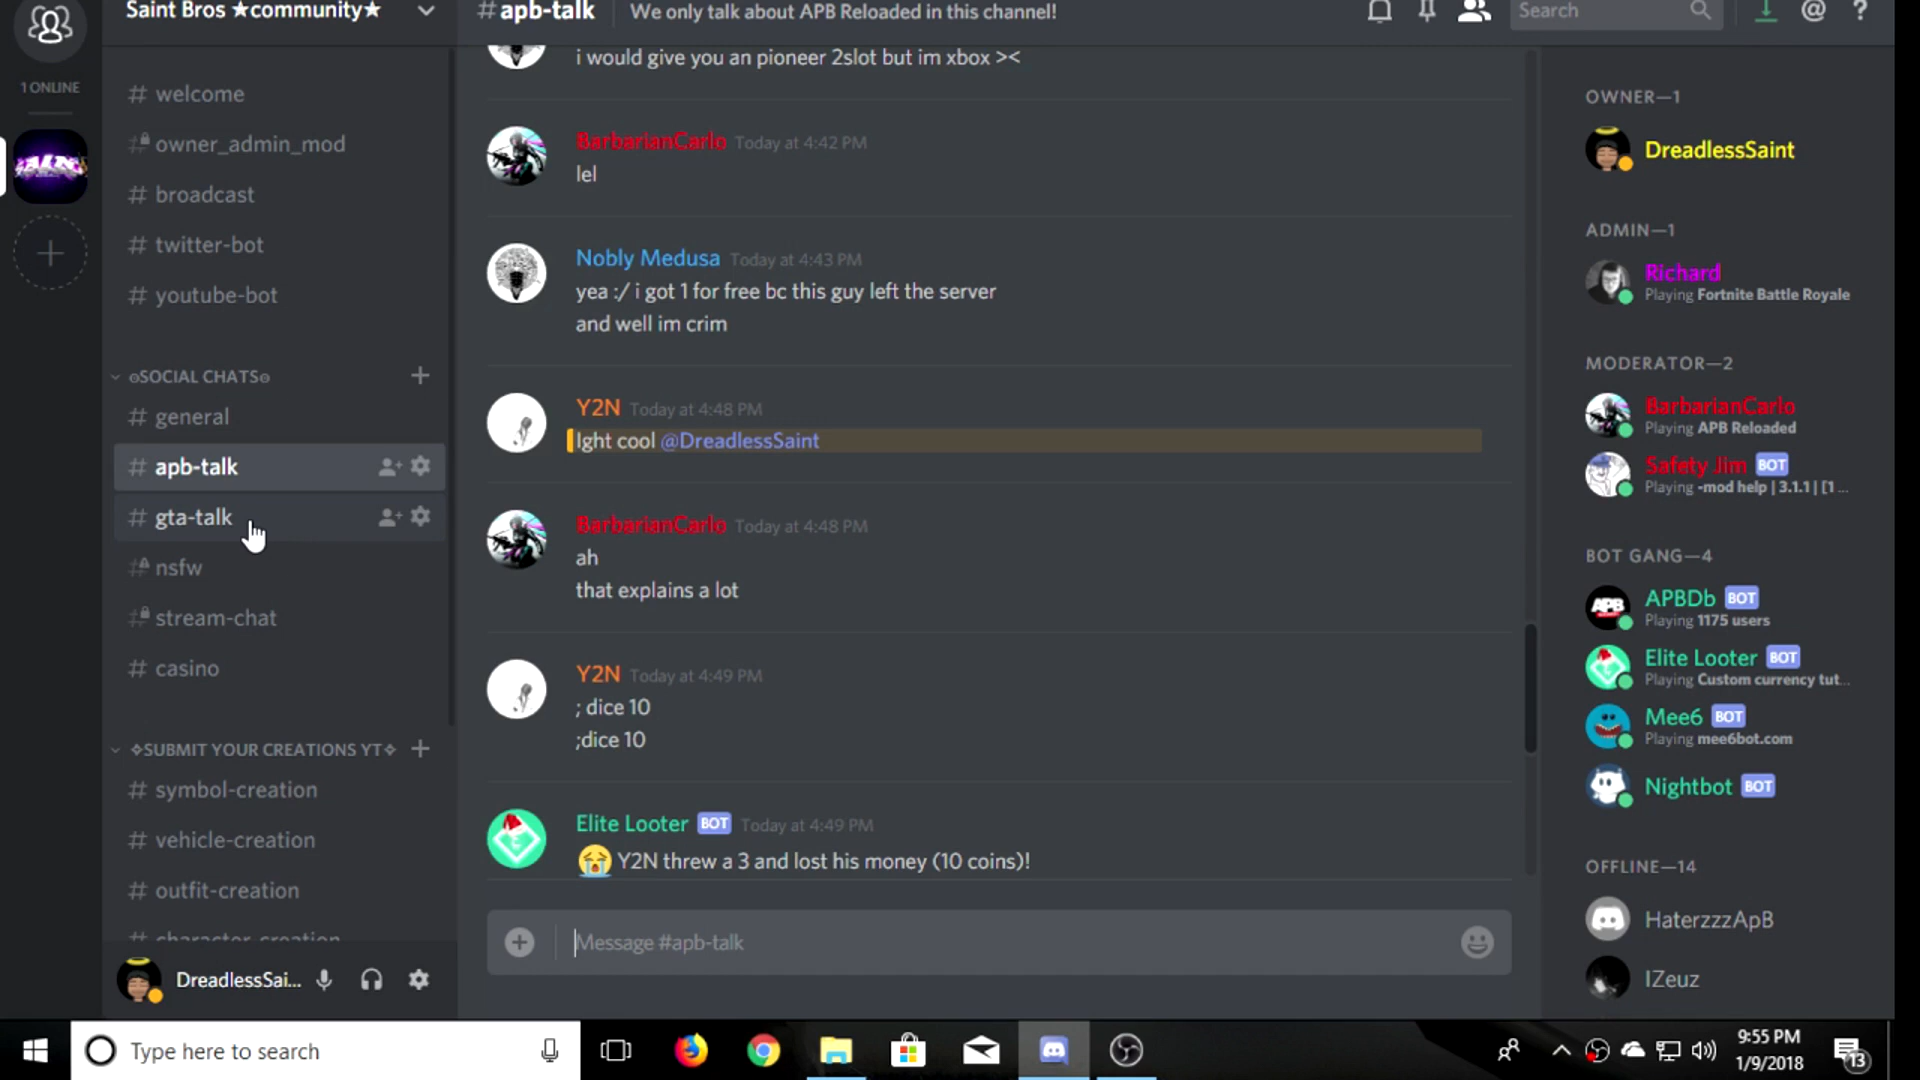 Saint Bros ★community★
1 ONLINE
# welcome
# owner_admin_mod
# broadcast
# twitter-bot
# youtube-bot
SOCIAL CHATS
# general
# apb-talk
# gta-talk
# nsfw
# stream-chat
# casino
SUBMIT YOUR CREATIONS YT
# symbol-creation
# vehicle-creation
# outfit-creation
# character-creation
DreadlessSai...
# apb-talk
We only talk about APB Reloaded in this channel!
Search
i would give you an pioneer 2slot but im xbox ><
BarbarianCarlo Today at 4:42 PM
lel
Nobly Medusa Today at 4:43 PM
yea :/ i got 1 for free bc this guy left the server
and well im crim
Y2N Today at 4:48 PM
Ight cool @DreadlessSaint
BarbarianCarlo Today at 4:48 PM
ah
that explains a lot
Y2N Today at 4:49 PM
; dice 10
;dice 10
Elite Looter BOT Today at 4:49 PM
😭 Y2N threw a 3 and lost his money (10 coins)!
Message #apb-talk
OWNER—1
DreadlessSaint
ADMIN—1
Richard
Playing Fortnite Battle Royale
MODERATOR—2
BarbarianCarlo
Playing APB Reloaded
Safety Jim BOT
Playing -mod help | 3.1.1 | [1 ...
BOT GANG—4
APBDb BOT
Playing 1175 users
Elite Looter BOT
Playing Custom currency tut...
Mee6 BOT
Playing mee6bot.com
Nightbot BOT
OFFLINE—14
HaterzzzApB
IZeuz
Type here to search
9:55 PM
1/9/2018
13